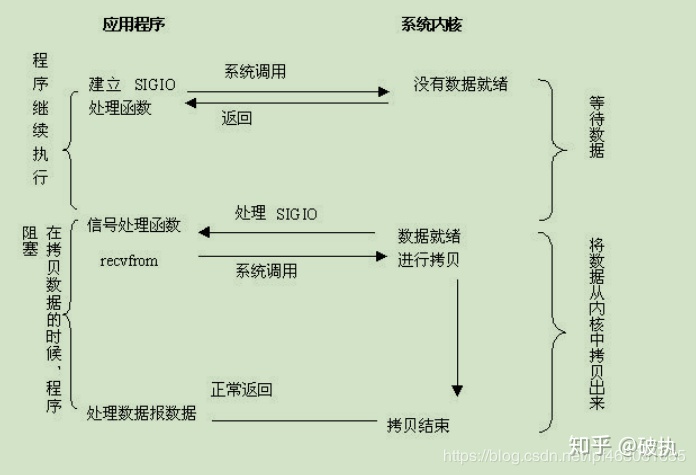 应用程序
系统内核
程序继续执行
建立 SIGIO
处理函数
系统调用
返回
没有数据就绪
等待数据
在拷贝数据的时候，程序
阻塞
信号处理函数
处理 SIGIO
数据就绪
recvfrom
系统调用
进行拷贝
将数据从内核中拷贝出来
正常返回
处理数据报数据
拷贝结束
知乎 @破执